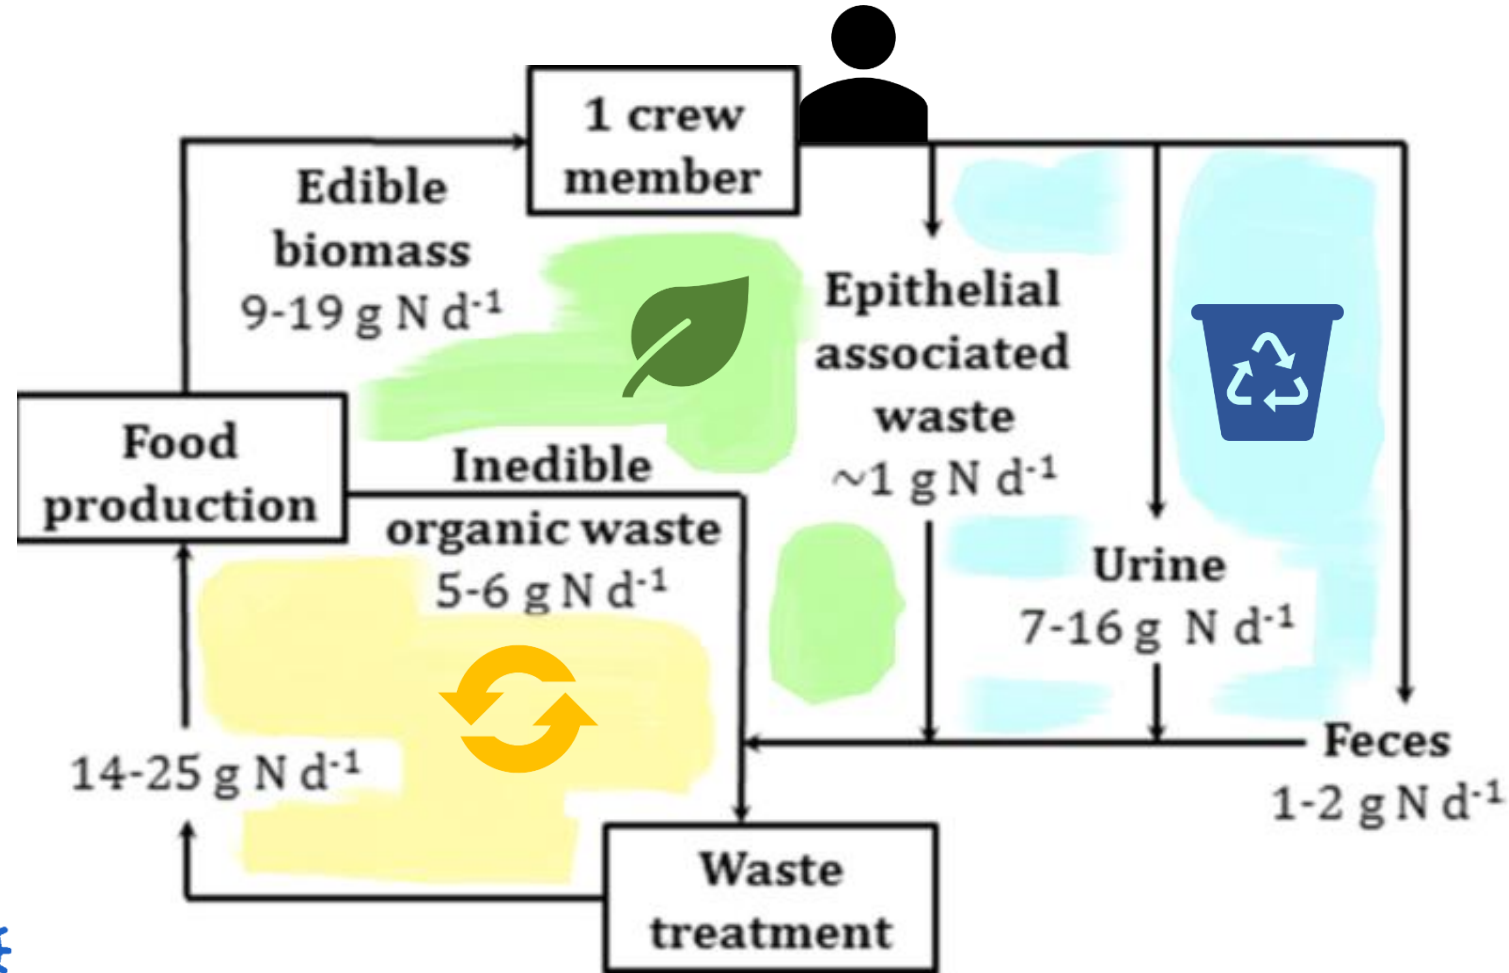 1 crew
member
Edible
biomass
9-19 g N d⁻¹
Epithelial
associated
waste
~1 g N d⁻¹
Food
production
Inedible
organic waste
5-6 g N d⁻¹
Urine
7-16 g N d⁻¹
Feces
1-2 g N d⁻¹
14-25 g N d⁻¹
Waste
treatment